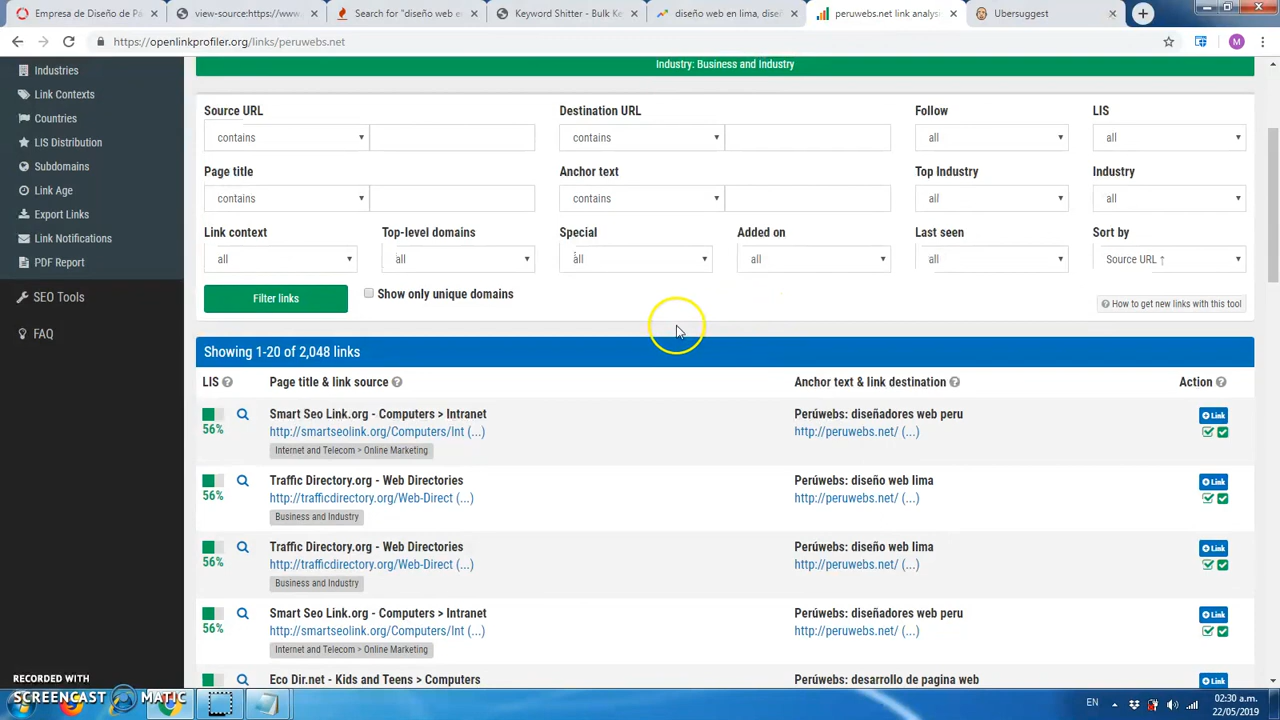 Empresa de Diseño de Pa
view-source:https://www.
Search for "diseño web en
Keyword Shitter - Bulk Ke
diseño web en lima, diseñ
peruwebs.net link analysi
Ubersuggest
https://openlinkprofiler.org/links/peruwebs.net
M
Industries
Link Contexts
Countries
LIS Distribution
Subdomains
Link Age
Export Links
Link Notifications
PDF Report
SEO Tools
FAQ
Industry: Business and Industry
Source URL Destination URL Follow LIS
contains contains all all
Page title Anchor text Top Industry Industry
contains contains all all
Link context Top-level domains Special Added on Last seen Sort by
all all all all all Source URL ↑
Filter links Show only unique domains How to get new links with this tool
Showing 1-20 of 2,048 links
LIS Page title & link source Anchor text & link destination Action
Smart Seo Link.org - Computers > Intranet Perúwebs: diseñadores web peru Link
56% http://smartseolink.org/Computers/Int (...) http://peruwebs.net/ (...)
Internet and Telecom > Online Marketing
Traffic Directory.org - Web Directories Perúwebs: diseño web lima Link
56% http://trafficdirectory.org/Web-Direct (...) http://peruwebs.net/ (...)
Business and Industry
Traffic Directory.org - Web Directories Perúwebs: diseño web lima Link
56% http://trafficdirectory.org/Web-Direct (...) http://peruwebs.net/ (...)
Business and Industry
Smart Seo Link.org - Computers > Intranet Perúwebs: diseñadores web peru Link
56% http://smartseolink.org/Computers/Int (...) http://peruwebs.net/ (...)
Internet and Telecom > Online Marketing
Eco Dir.net - Kids and Teens > Computers Perúwebs: desarrollo de pagina web Link
RECORDED WITH
SCREENCAST MATIC
EN
02:30 a.m.
22/05/2019